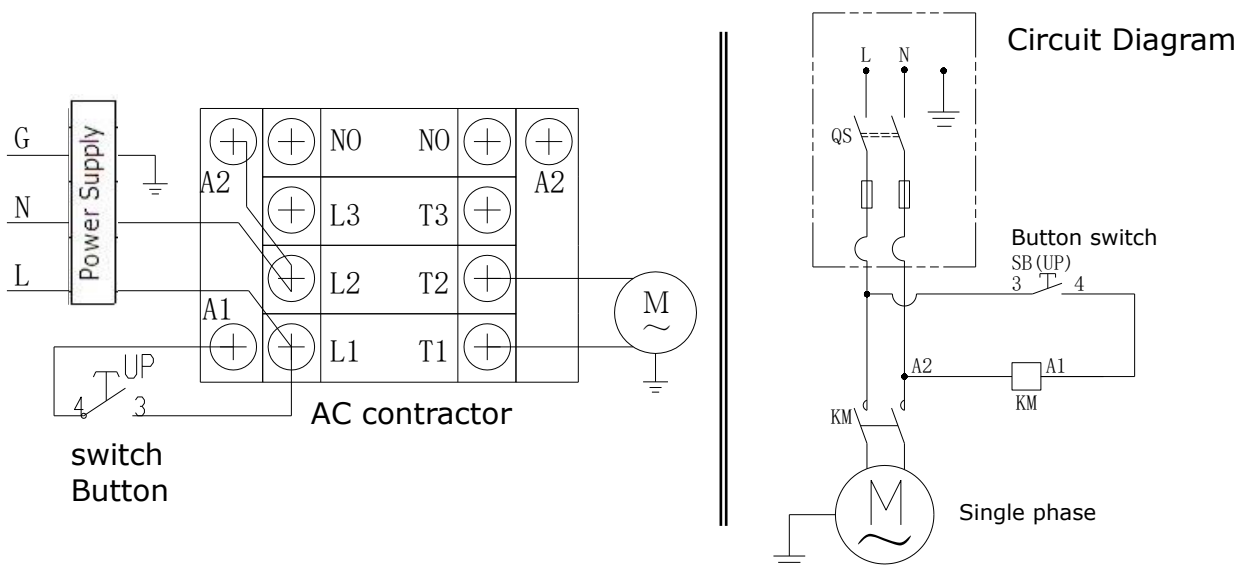 G
N
L
Power Supply
NO NO
A2 A2
L3 T3
L2 T2
A1
L1 T1
M
UP
4 3
AC contractor
switch
Button
Circuit Diagram
L N
QS
Button switch
SB(UP)
3 4
A2 A1
KM
KM
M
Single phase